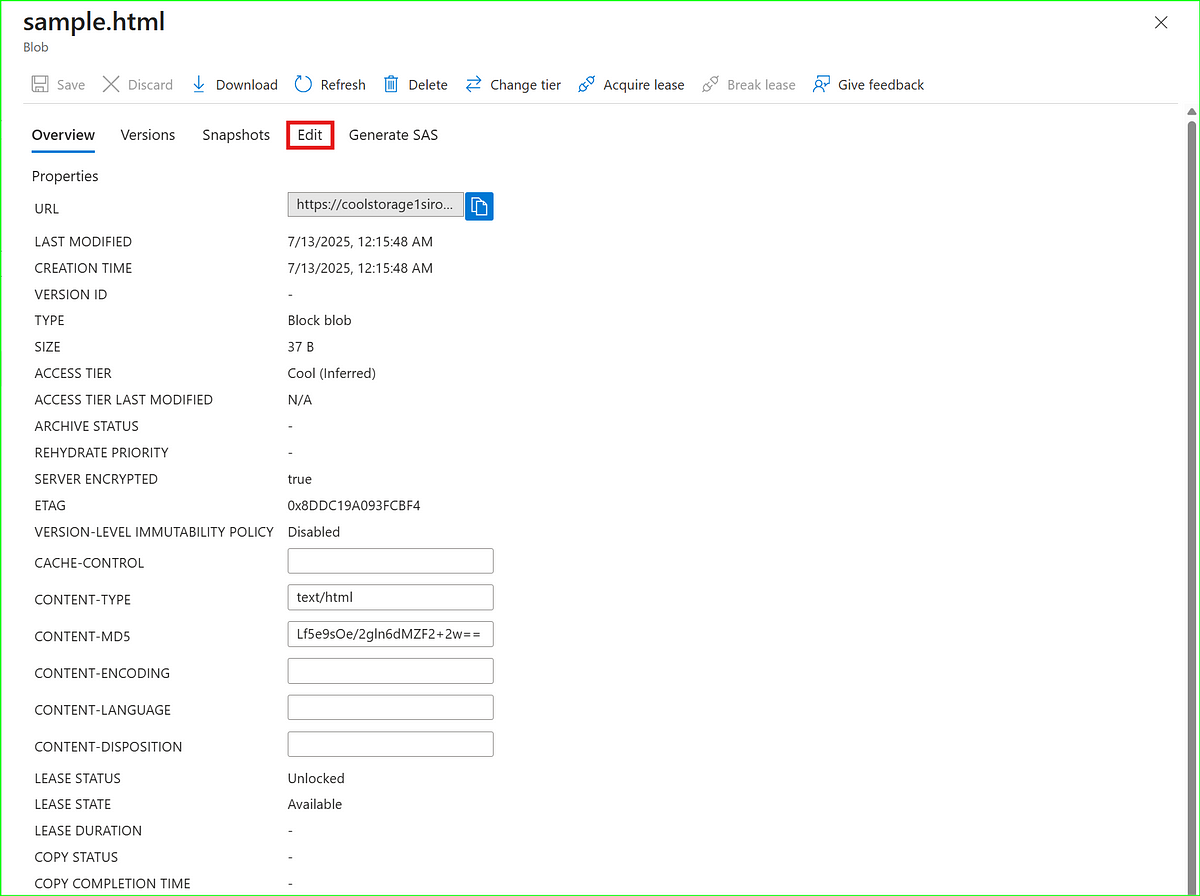 sample.html
Blob
Save Discard Download Refresh Delete Change tier Acquire lease Break lease Give feedback
Overview Versions Snapshots Edit Generate SAS
Properties
URL https://coolstorage1siro...
LAST MODIFIED 7/13/2025, 12:15:48 AM
CREATION TIME 7/13/2025, 12:15:48 AM
VERSION ID -
TYPE Block blob
SIZE 37 B
ACCESS TIER Cool (Inferred)
ACCESS TIER LAST MODIFIED N/A
ARCHIVE STATUS -
REHYDRATE PRIORITY -
SERVER ENCRYPTED true
ETAG 0x8DDC19A093FCBF4
VERSION-LEVEL IMMUTABILITY POLICY Disabled
CACHE-CONTROL
CONTENT-TYPE text/html
CONTENT-MD5 Lf5e9sOe/2gln6dMZF2+2w==
CONTENT-ENCODING
CONTENT-LANGUAGE
CONTENT-DISPOSITION
LEASE STATUS Unlocked
LEASE STATE Available
LEASE DURATION -
COPY STATUS -
COPY COMPLETION TIME -